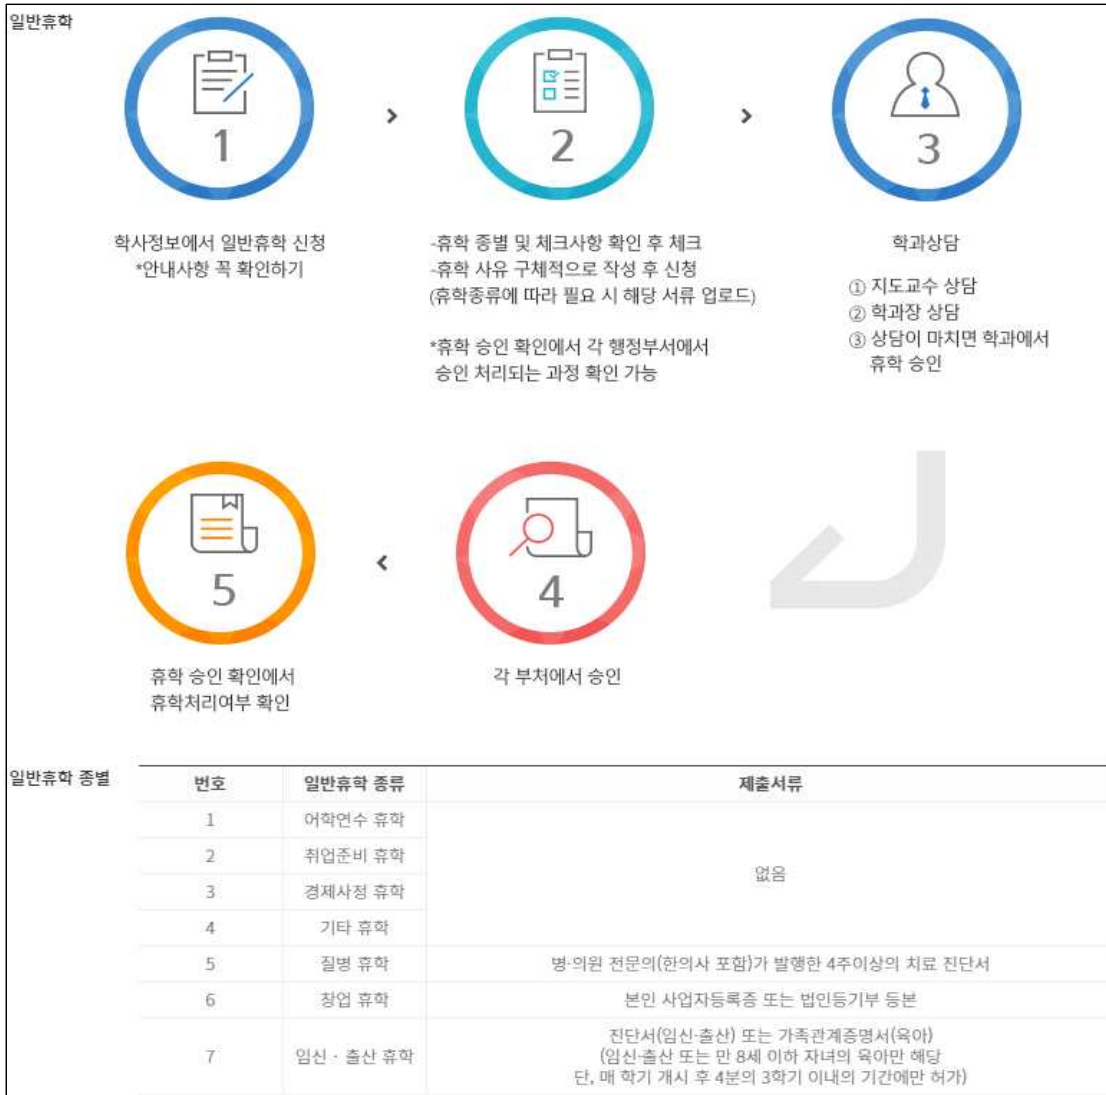 일반휴학
1
2
3
학사정보에서 일반휴학 신청
*안내사항 꼭 확인하기
-휴학 종별 및 체크사항 확인 후 체크
-휴학 사유 구체적으로 작성 후 신청
(휴학종류에 따라 필요 시 해당 서류 업로드)
*휴학 승인 확인에서 각 행정부서에서
승인 처리되는 과정 확인 가능
학과상담
① 지도교수 상담
② 학과장 상담
③ 상담이 마치면 학과에서
휴학 승인
5
4
휴학 승인 확인에서
휴학처리여부 확인
각 부처에서 승인
일반휴학 종별
번호 일반휴학 종류 제출서류
1 어학연수 휴학
2 취업준비 휴학
없음
3 경제사정 휴학
4 기타 휴학
5 질병 휴학 병·의원 전문의(한의사 포함)가 발행한 4주이상의 치료 진단서
6 창업 휴학 본인 사업자등록증 또는 법인등기부 등본
7 임신 · 출산 휴학 진단서(임신·출산) 또는 가족관계증명서(육아)
(임신·출산 또는 만 8세 이하 자녀의 육아만 해당
단, 매 학기 개시 후 4분의 3학기 이내의 기간에만 허가)